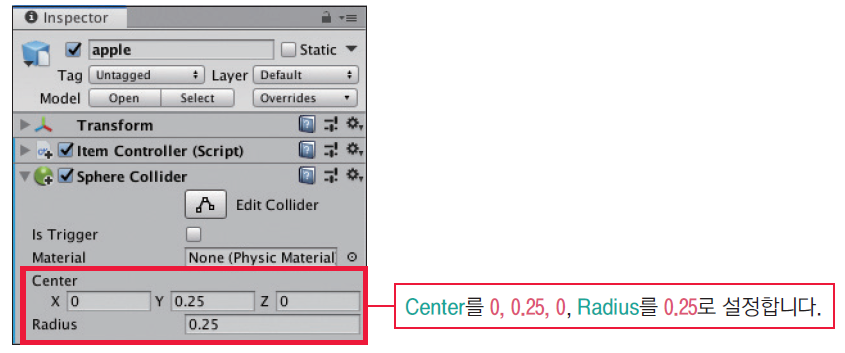 Inspector
apple
Static
Tag Untagged Layer Default
Model Open Select Overrides
Transform
Item Controller (Script)
Sphere Collider
Edit Collider
Is Trigger
Material None (Physic Material
Center
X 0 Y 0.25 Z 0
Radius 0.25
Center를 0, 0.25, 0, Radius를 0.25로 설정합니다.